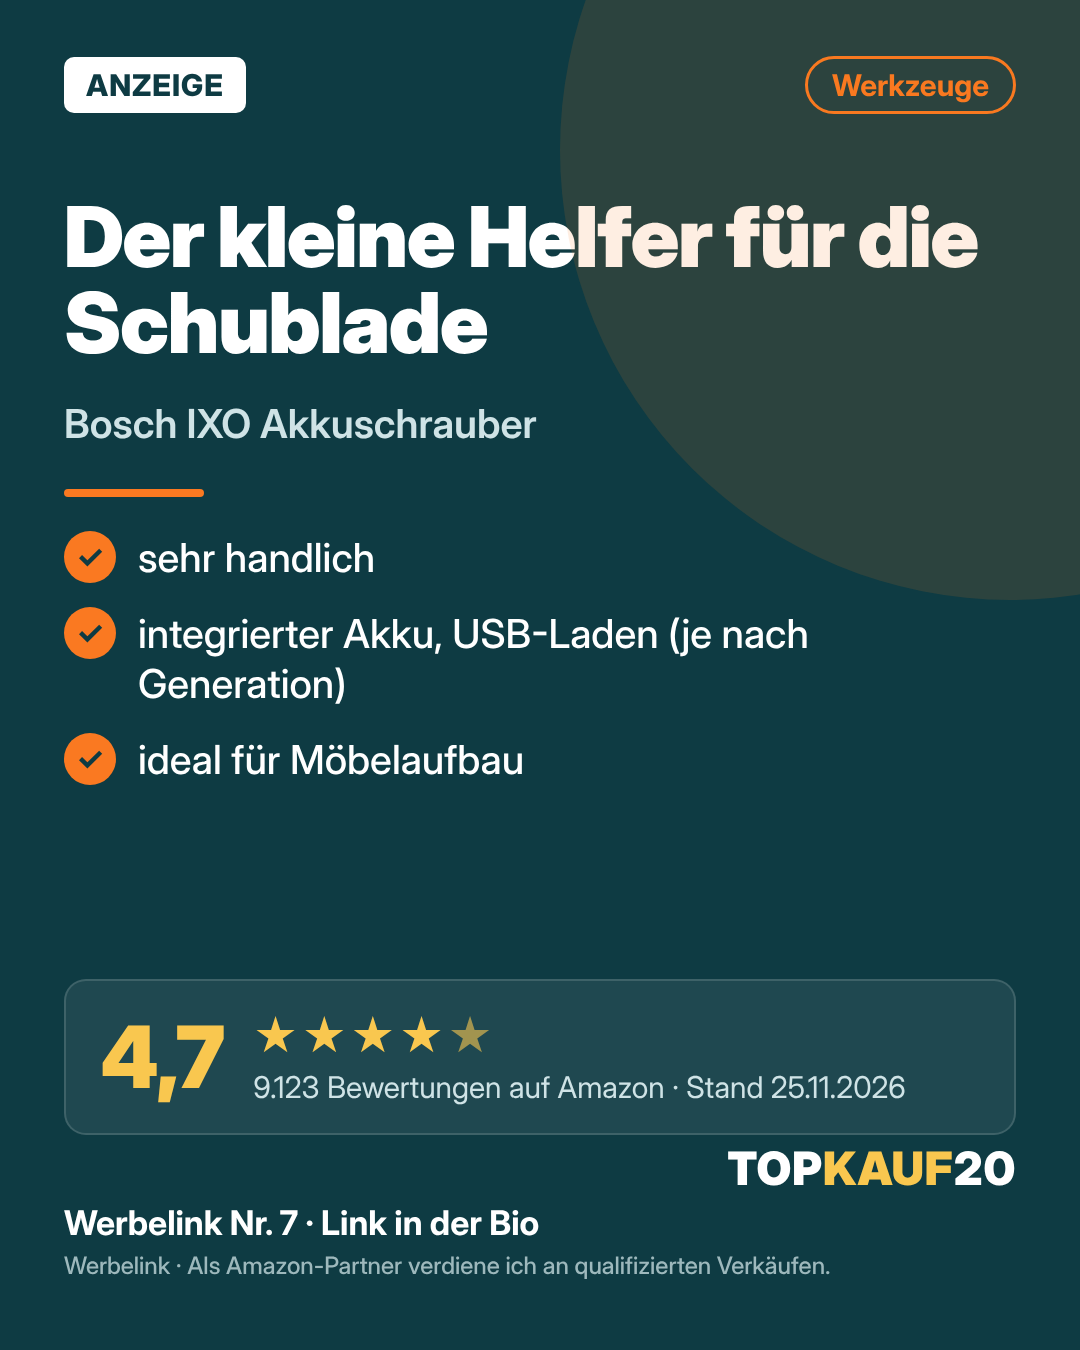 ANZEIGE
Werkzeuge
Der kleine Helfer für die
Schublade
Bosch IXO Akkuschrauber
sehr handlich
integrierter Akku, USB-Laden (je nach
Generation)
ideal für Möbelaufbau
4,7
9.123 Bewertungen auf Amazon · Stand 25.11.2026
TOPKAUF20
Werbelink Nr. 7 · Link in der Bio
Werbelink · Als Amazon-Partner verdiene ich an qualifizierten Verkäufen.